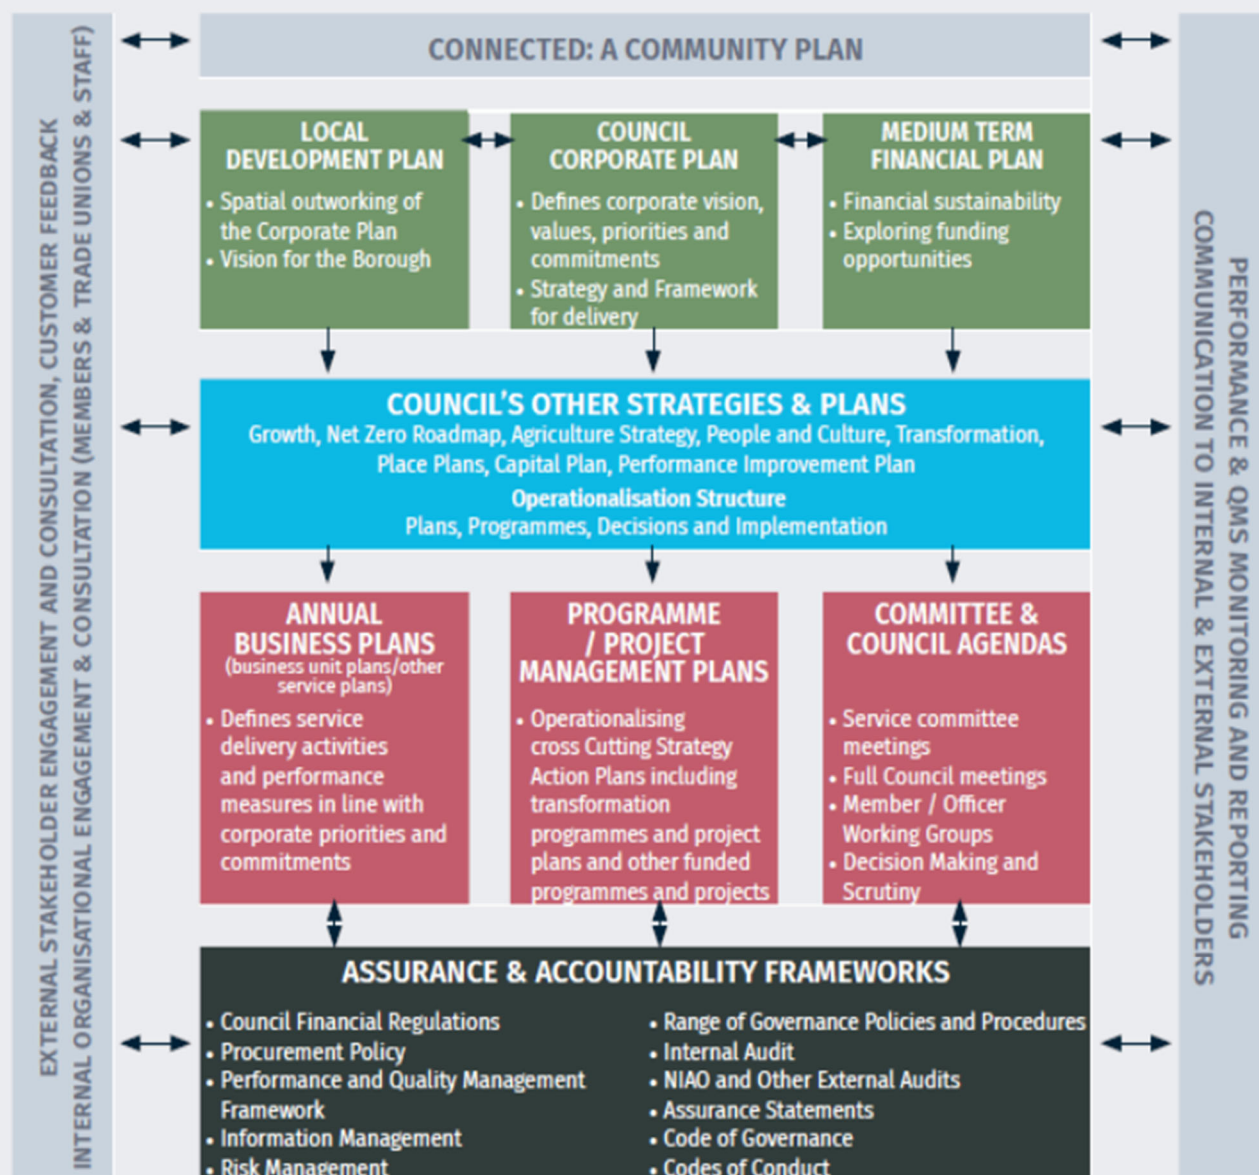 CONNECTED: A COMMUNITY PLAN
EXTERNAL STAKEHOLDER ENGAGEMENT AND CONSULTATION, CUSTOMER FEEDBACK
INTERNAL ORGANISATIONAL ENGAGEMENT & CONSULTATION (MEMBERS & TRADE UNIONS & STAFF)
LOCAL
DEVELOPMENT PLAN
• Spatial outworking of
the Corporate Plan
• Vision for the Borough
COUNCIL
CORPORATE PLAN
• Defines corporate vision,
values, priorities and
commitments
• Strategy and Framework
for delivery
MEDIUM TERM
FINANCIAL PLAN
• Financial sustainability
• Exploring funding
opportunities
COUNCIL'S OTHER STRATEGIES & PLANS
Growth, Net Zero Roadmap, Agriculture Strategy, People and Culture, Transformation,
Place Plans, Capital Plan, Performance Improvement Plan
Operationalisation Structure
Plans, Programmes, Decisions and Implementation
ANNUAL
BUSINESS PLANS
(business unit plans/other
service plans)
• Defines service
delivery activities
and performance
measures in line with
corporate priorities and
commitments
PROGRAMME
/ PROJECT
MANAGEMENT PLANS
• Operationalising
cross Cutting Strategy
Action Plans including
transformation
programmes and project
plans and other funded
programmes and projects
COMMITTEE &
COUNCIL AGENDAS
• Service committee
meetings
• Full Council meetings
• Member / Officer
Working Groups
• Decision Making and
Scrutiny
ASSURANCE & ACCOUNTABILITY FRAMEWORKS
• Council Financial Regulations
• Procurement Policy
• Performance and Quality Management
Framework
• Information Management
• Risk Management
• Range of Governance Policies and Procedures
• Internal Audit
• NIAO and Other External Audits
• Assurance Statements
• Code of Governance
• Codes of Conduct
PERFORMANCE & QMS MONITORING AND REPORTING
COMMUNICATION TO INTERNAL & EXTERNAL STAKEHOLDERS